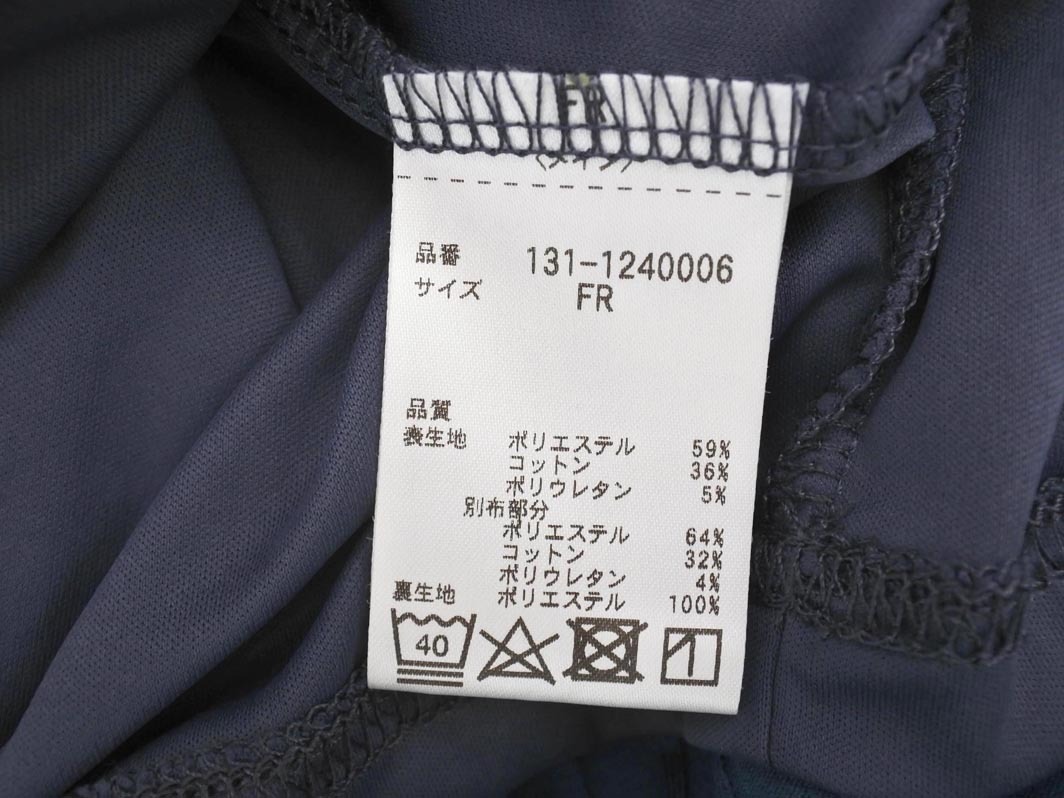 FR
〈メイン〉
品番 131-1240006
サイズ FR
品質
表生地 ポリエステル 59%
コットン 36%
ポリウレタン 5%
別布部分
ポリエステル 64%
コットン 32%
ポリウレタン 4%
裏生地 ポリエステル 100%
40